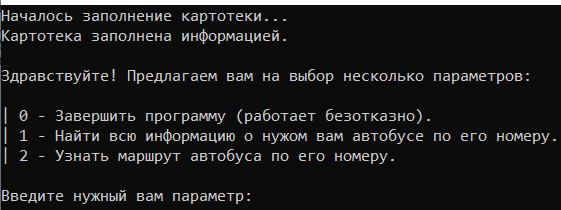 Началось заполнение картотеки...
Картотека заполнена информацией.
Здравствуйте! Предлагаем вам на выбор несколько параметров:
| 0 - Завершить программу (работает безотказно).
| 1 - Найти всю информацию о нужом вам автобусе по его номеру.
| 2 - Узнать маршрут автобуса по его номеру.
Введите нужный вам параметр: